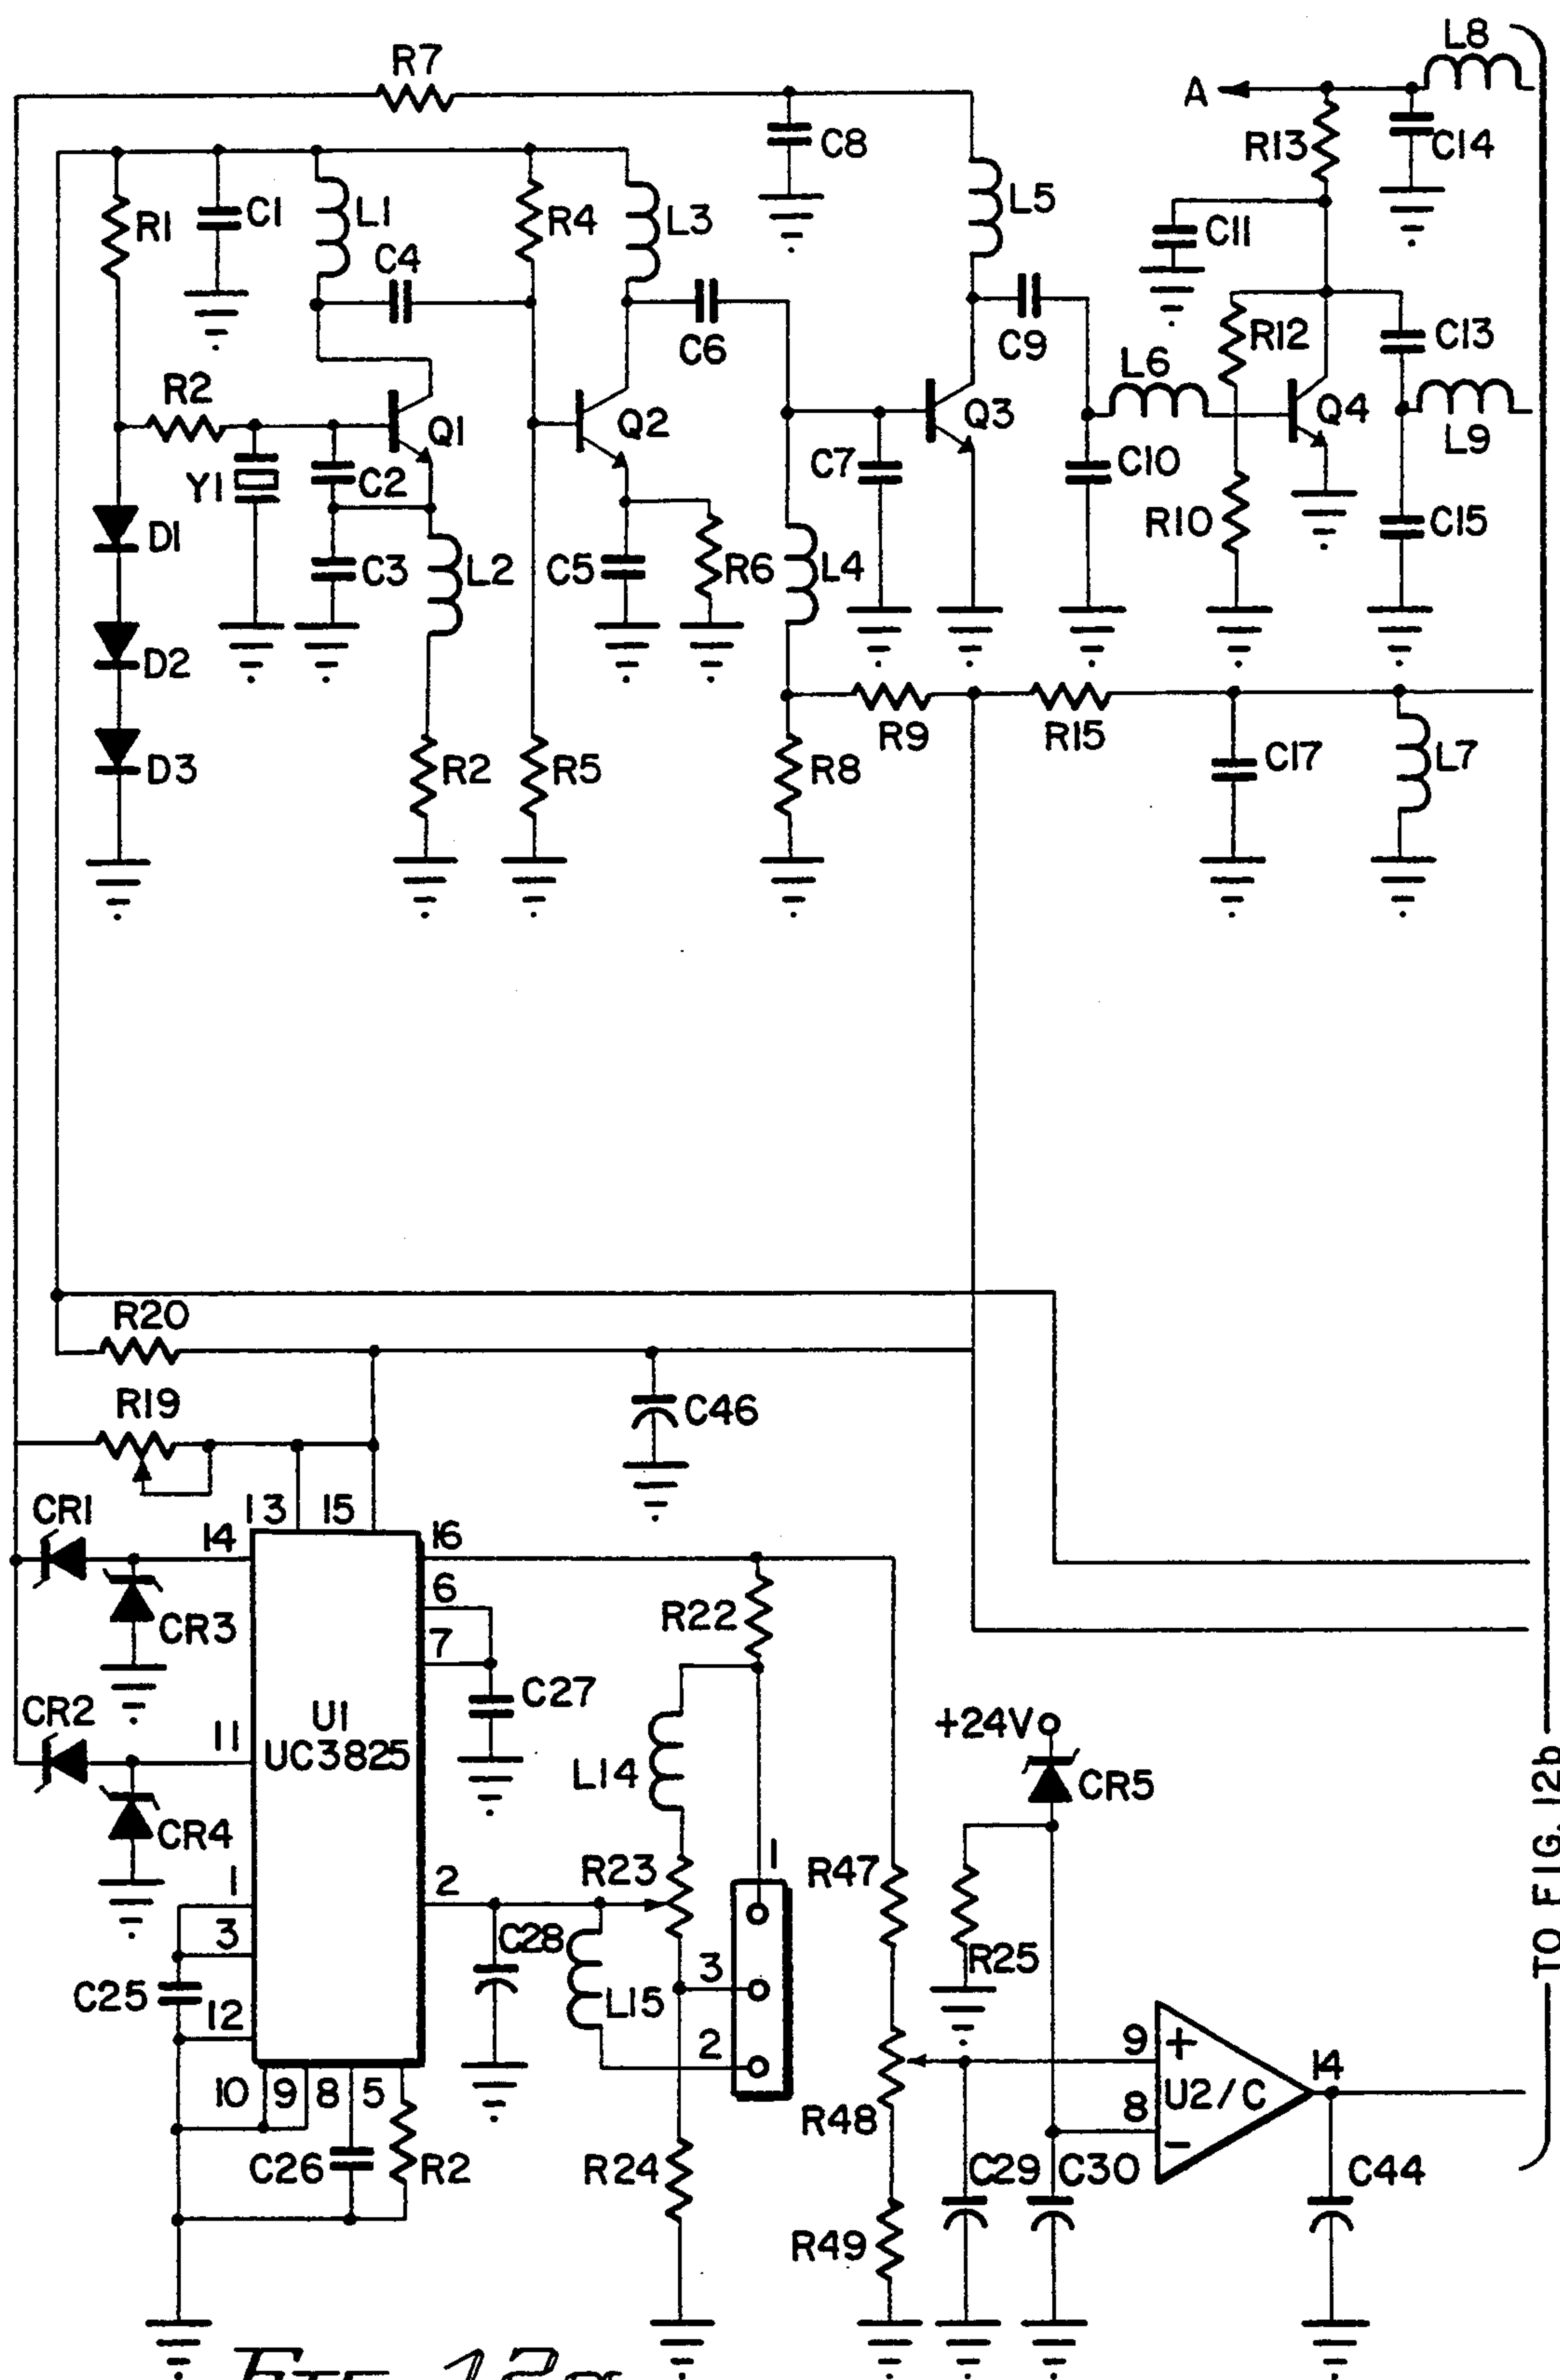 L8
R7
A
R13
C14
C8
R1
C1
L1
R4
L3
L5
C11
C4
C6
C9
R12
C13
L6
R2
Q1
Q2
Q3
Q4
L9
Y1
C2
C7
C10
R10
C15
D1
C3
L2
C5
R6
L4
D2
D3
R2
R5
R8
R9
R15
C17
L7
R20
R19
C46
CR1
14
13
15
16
6
CR3
7
R22
C27
CR2
11
U1
UC3825
L14
+24V
CR5
CR4
1
2
R23
1
R47
3
C28
R25
C25
12
L15
3
2
9
+
14
10
9
8
5
U2/C
8
-
R48
C26
R2
R24
C29
C30
C44
R49
TO FIG. 12b
FIG. 12a